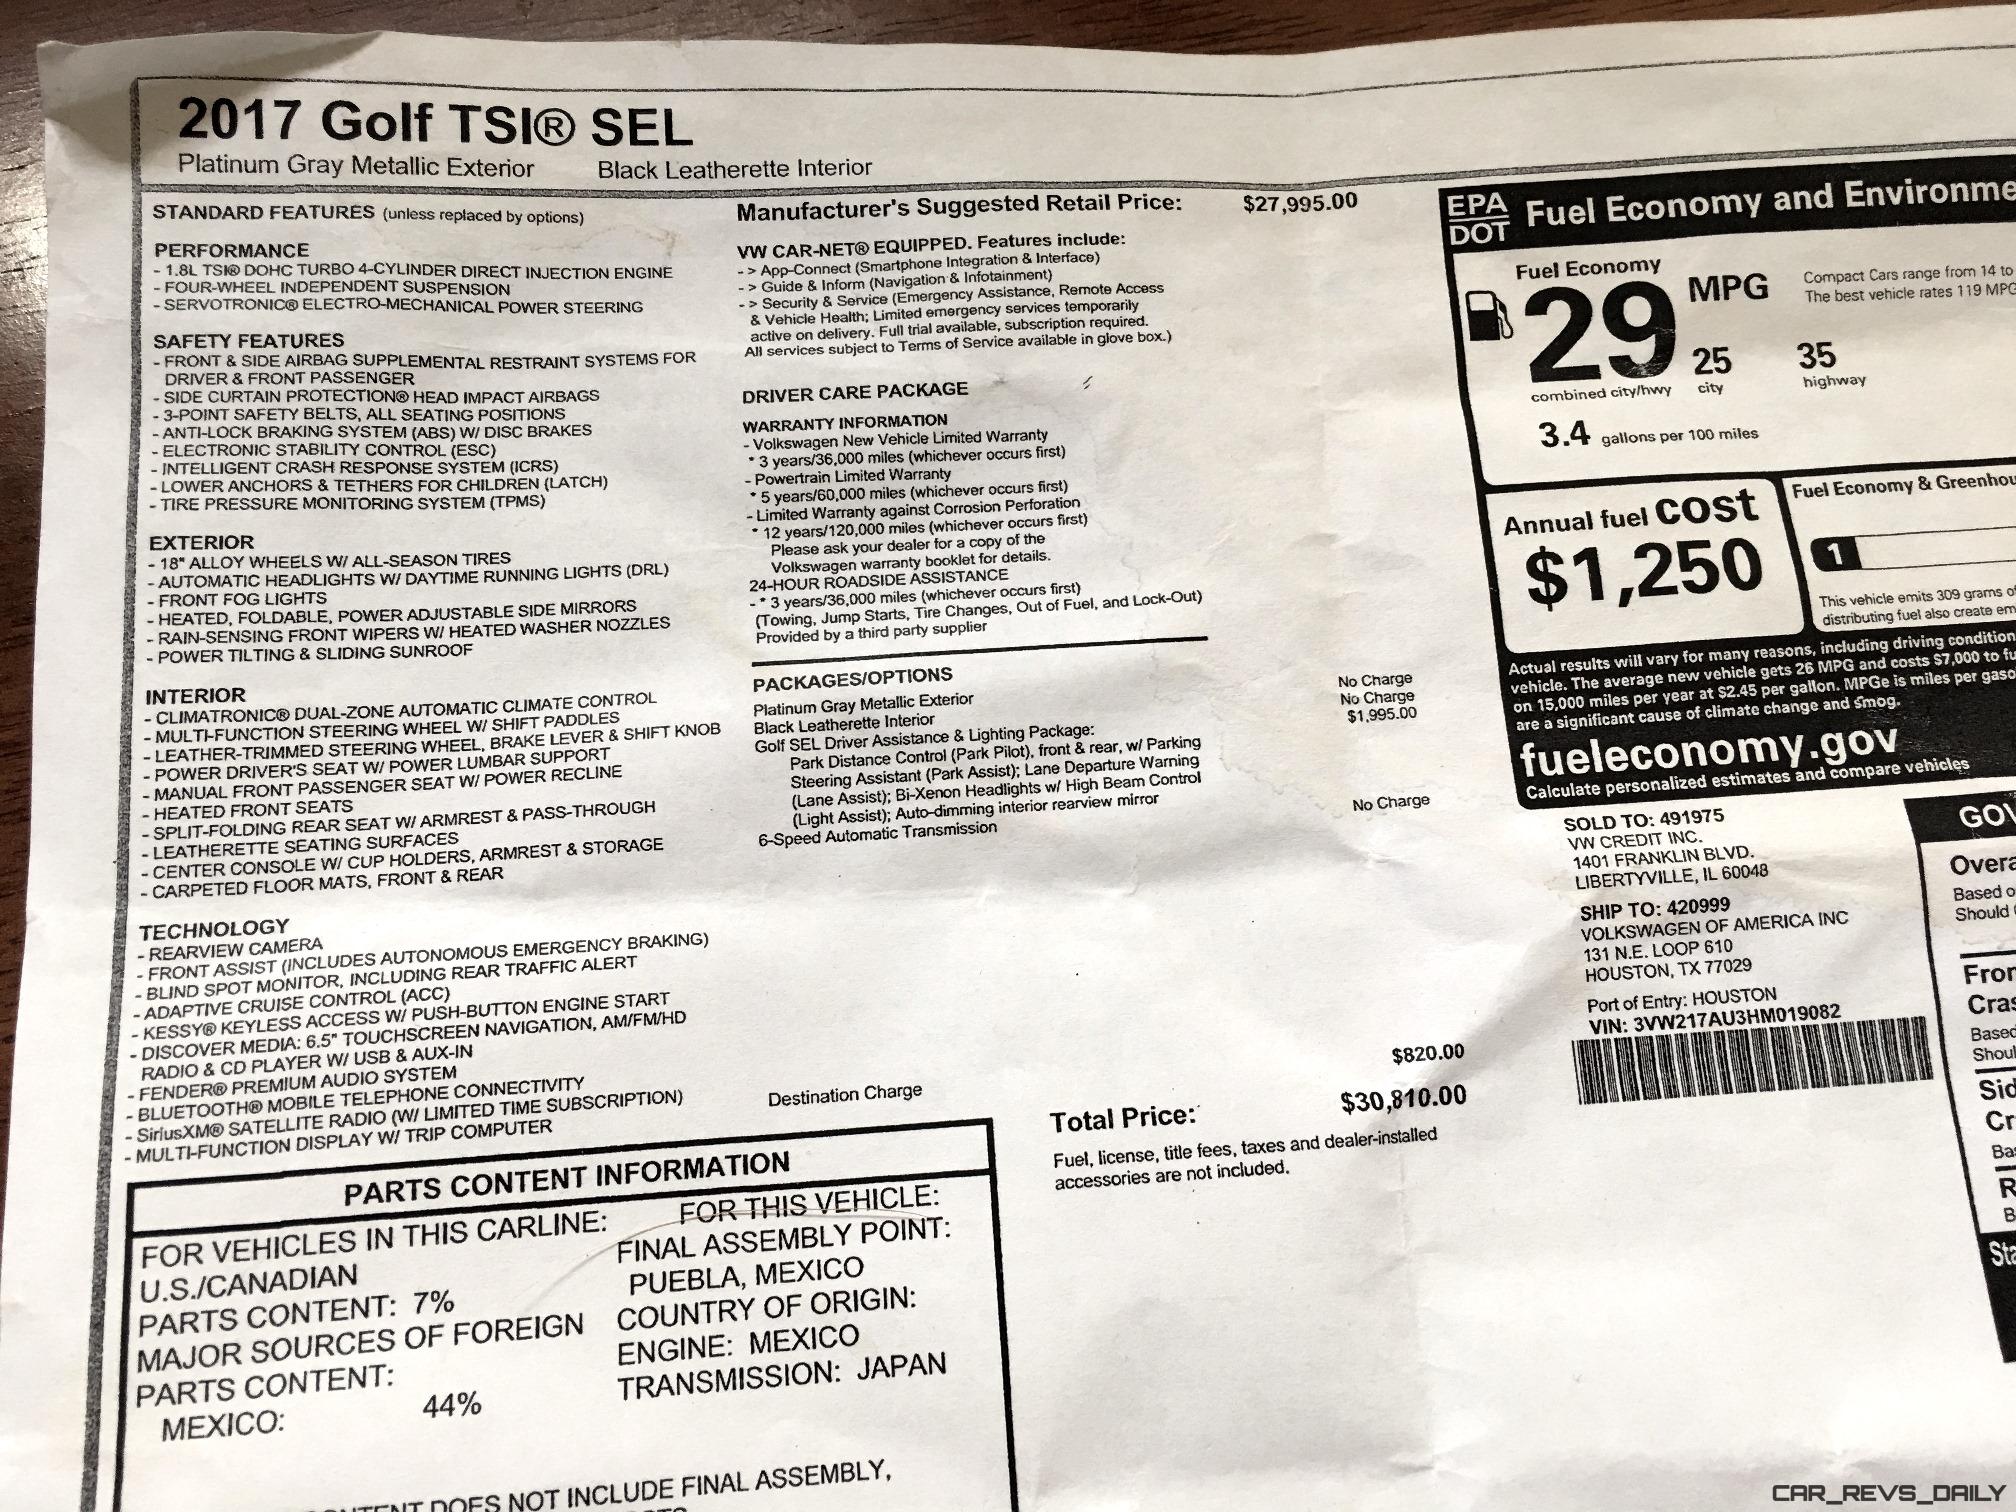 2017 Golf TSI® SEL
Platinum Gray Metallic Exterior Black Leatherette Interior
STANDARD FEATURES (unless replaced by options)
PERFORMANCE
- 1.8L TSI® DOHC TURBO 4-CYLINDER DIRECT INJECTION ENGINE
- FOUR-WHEEL INDEPENDENT SUSPENSION
- SERVOTRONIC® ELECTRO-MECHANICAL POWER STEERING
SAFETY FEATURES
- FRONT & SIDE AIRBAG SUPPLEMENTAL RESTRAINT SYSTEMS FOR
DRIVER & FRONT PASSENGER
- SIDE CURTAIN PROTECTION® HEAD IMPACT AIRBAGS
- 3-POINT SAFETY BELTS, ALL SEATING POSITIONS
- ANTI-LOCK BRAKING SYSTEM (ABS) W/ DISC BRAKES
- ELECTRONIC STABILITY CONTROL (ESC)
- INTELLIGENT CRASH RESPONSE SYSTEM (ICRS)
- LOWER ANCHORS & TETHERS FOR CHILDREN (LATCH)
- TIRE PRESSURE MONITORING SYSTEM (TPMS)
EXTERIOR
- 18" ALLOY WHEELS W/ ALL-SEASON TIRES
- AUTOMATIC HEADLIGHTS W/ DAYTIME RUNNING LIGHTS (DRL)
- FRONT FOG LIGHTS
- HEATED, FOLDABLE, POWER ADJUSTABLE SIDE MIRRORS
- RAIN-SENSING FRONT WIPERS W/ HEATED WASHER NOZZLES
- POWER TILTING & SLIDING SUNROOF
INTERIOR
- CLIMATRONIC® DUAL-ZONE AUTOMATIC CLIMATE CONTROL
- MULTI-FUNCTION STEERING WHEEL W/ SHIFT PADDLES
- LEATHER-TRIMMED STEERING WHEEL, BRAKE LEVER & SHIFT KNOB
- POWER DRIVER'S SEAT W/ POWER LUMBAR SUPPORT
- MANUAL FRONT PASSENGER SEAT W/ POWER RECLINE
- HEATED FRONT SEATS
- SPLIT-FOLDING REAR SEAT W/ ARMREST & PASS-THROUGH
- LEATHERETTE SEATING SURFACES
- CENTER CONSOLE W/ CUP HOLDERS, ARMREST & STORAGE
- CARPETED FLOOR MATS, FRONT & REAR
TECHNOLOGY
- REARVIEW CAMERA
- FRONT ASSIST (INCLUDES AUTONOMOUS EMERGENCY BRAKING)
- BLIND SPOT MONITOR, INCLUDING REAR TRAFFIC ALERT
- ADAPTIVE CRUISE CONTROL (ACC)
- KESSY® KEYLESS ACCESS W/ PUSH-BUTTON ENGINE START
- DISCOVER MEDIA: 6.5" TOUCHSCREEN NAVIGATION, AM/FM/HD
RADIO & CD PLAYER W/ USB & AUX-IN
- FENDER® PREMIUM AUDIO SYSTEM
- BLUETOOTH® MOBILE TELEPHONE CONNECTIVITY
- SiriusXM® SATELLITE RADIO (W/ LIMITED TIME SUBSCRIPTION)
- MULTI-FUNCTION DISPLAY W/ TRIP COMPUTER
Manufacturer's Suggested Retail Price: $27,995.00
VW CAR-NET® EQUIPPED. Features include:
- > App-Connect (Smartphone Integration & Interface)
- > Guide & Inform (Navigation & Infotainment)
- > Security & Service (Emergency Assistance, Remote Access
& Vehicle Health; Limited emergency services temporarily
active on delivery. Full trial available, subscription required.
All services subject to Terms of Service available in glove box.)
DRIVER CARE PACKAGE
WARRANTY INFORMATION
- Volkswagen New Vehicle Limited Warranty
* 3 years/36,000 miles (whichever occurs first)
- Powertrain Limited Warranty
* 5 years/60,000 miles (whichever occurs first)
- Limited Warranty against Corrosion Perforation
* 12 years/120,000 miles (whichever occurs first)
Please ask your dealer for a copy of the
Volkswagen warranty booklet for details.
24-HOUR ROADSIDE ASSISTANCE
- * 3 years/36,000 miles (whichever occurs first)
(Towing, Jump Starts, Tire Changes, Out of Fuel, and Lock-Out)
Provided by a third party supplier
PACKAGES/OPTIONS
Platinum Gray Metallic Exterior No Charge
Black Leatherette Interior No Charge
Golf SEL Driver Assistance & Lighting Package: $1,995.00
Park Distance Control (Park Pilot), front & rear, w/ Parking
Steering Assistant (Park Assist); Lane Departure Warning
(Lane Assist); Bi-Xenon Headlights w/ High Beam Control
(Light Assist); Auto-dimming interior rearview mirror
6-Speed Automatic Transmission No Charge
Destination Charge $820.00
Total Price: $30,810.00
Fuel, license, title fees, taxes and dealer-installed
accessories are not included.
PARTS CONTENT INFORMATION
FOR VEHICLES IN THIS CARLINE:
U.S./CANADIAN
PARTS CONTENT: 7%
MAJOR SOURCES OF FOREIGN
PARTS CONTENT:
MEXICO: 44%
FOR THIS VEHICLE:
FINAL ASSEMBLY POINT:
PUEBLA, MEXICO
COUNTRY OF ORIGIN:
ENGINE: MEXICO
TRANSMISSION: JAPAN
DOES NOT INCLUDE FINAL ASSEMBLY,
EPA
DOT
Fuel Economy and Environme
Fuel Economy
29 MPG
combined city/hwy
25
city
35
highway
3.4 gallons per 100 miles
Compact Cars range from 14 to
The best vehicle rates 119 MPG
Annual fuel cost
$1,250
Fuel Economy & Greenhou
1
This vehicle emits 309 grams
distributing fuel also create em
Actual results will vary for many reasons, including driving condition
vehicle. The average new vehicle gets 26 MPG and costs $7,000 to fu
on 15,000 miles per year at $2.45 per gallon. MPGe is miles per gaso
are a significant cause of climate change and smog.
fueleconomy.gov
Calculate personalized estimates and compare vehicles
SOLD TO: 491975
VW CREDIT INC.
1401 FRANKLIN BLVD.
LIBERTYVILLE, IL 60048
SHIP TO: 420999
VOLKSWAGEN OF AMERICA INC
131 N.E. LOOP 610
HOUSTON, TX 77029
Port of Entry: HOUSTON
VIN: 3VW217AU3HM019082
GOV
Overa
Based o
Should
Fron
Cras
Based
Shoul
Sid
Cr
Ba
R
B
Sta
CAR_REVS_DAILY